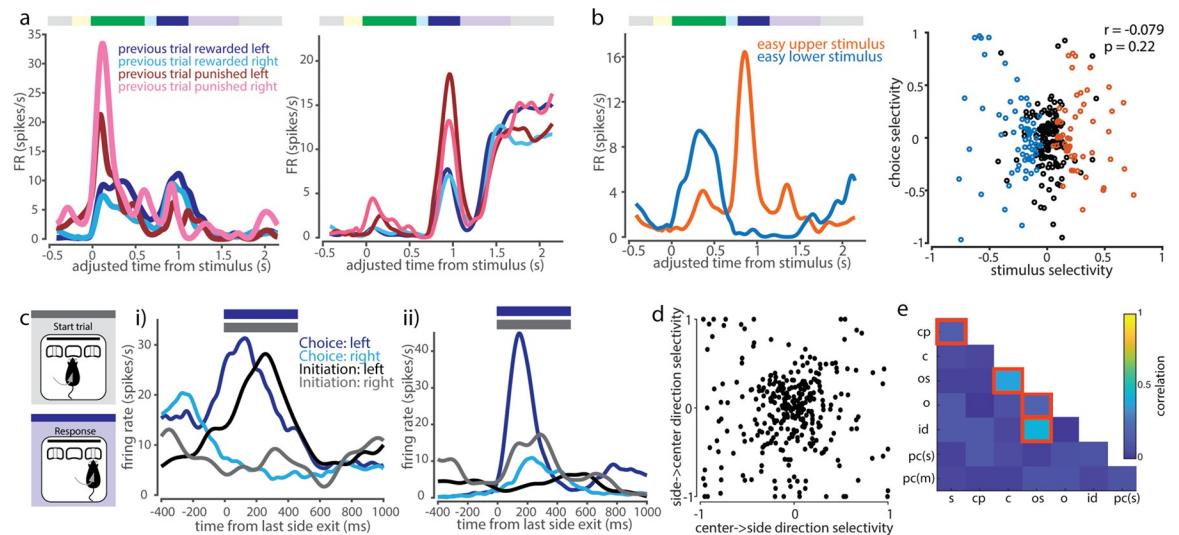 a
35
30
25
20
15
10
5
0
FR (spikes/s)
previous trial rewarded left
previous trial rewarded right
previous trial punished left
previous trial punished right
-0.5 0 0.5 1 1.5 2
adjusted time from stimulus (s)
20
15
10
5
0
FR (spikes/s)
-0.5 0 0.5 1 1.5 2
adjusted time from stimulus (s)
b
16
12
8
4
0
FR (spikes/s)
easy upper stimulus
easy lower stimulus
-0.5 0 0.5 1 1.5 2
adjusted time from stimulus (s)
r = -0.079
p = 0.22
1
0.5
0
-0.5
-1
choice selectivity
-1 -0.5 0 0.5 1
stimulus selectivity
c
Start trial
Response
i)
30
20
10
0
firing rate (spikes/s)
Choice: left
Choice: right
Initiation: left
Initiation: right
-400 -200 0 200 400 600 800 1000
time from last side exit (ms)
ii)
40
30
20
10
0
firing rate (spikes/s)
-400 -200 0 200 400 600 800 1000
time from last side exit (ms)
d
1
0
-1
side->center direction selectivity
-1 0 1
center->side direction selectivity
e
cp
c
os
o
id
pc(s)
pc(m)
s cp c os o id pc(s)
1
0.5
0
correlation